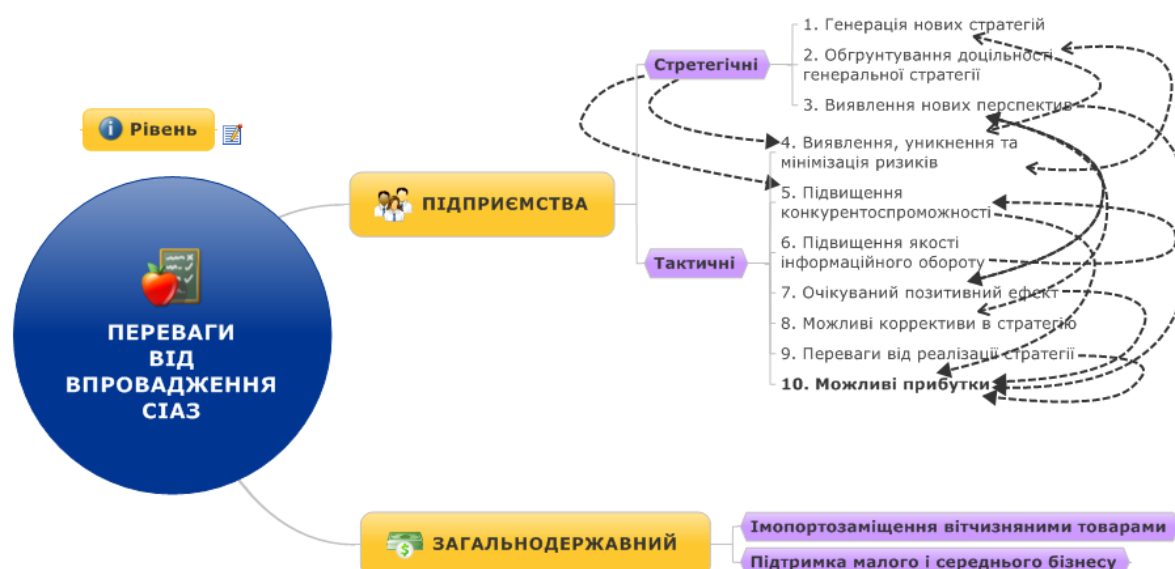 Рівень
ПЕРЕВАГИ
ВІД
ВПРОВАДЖЕННЯ
СІАЗ
ПІДПРИЄМСТВА
Стретегічні
1. Генерація нових стратегій
2. Обгрунтування доцільності
генеральної стратегії
3. Виявлення нових перспектив
Тактичні
4. Виявлення, уникнення та
мінімізація ризиків
5. Підвищення
конкурентоспроможності
6. Підвищення якості
інформаційного обороту
7. Очікуваний позитивний ефект
8. Можливі коррективи в стратегію
9. Переваги від реалізації стратегії
10. Можливі прибутки
ЗАГАЛЬНОДЕРЖАВНИЙ
Імопортозаміщення вітчизняними товарами
Підтримка малого і середнього бізнесу